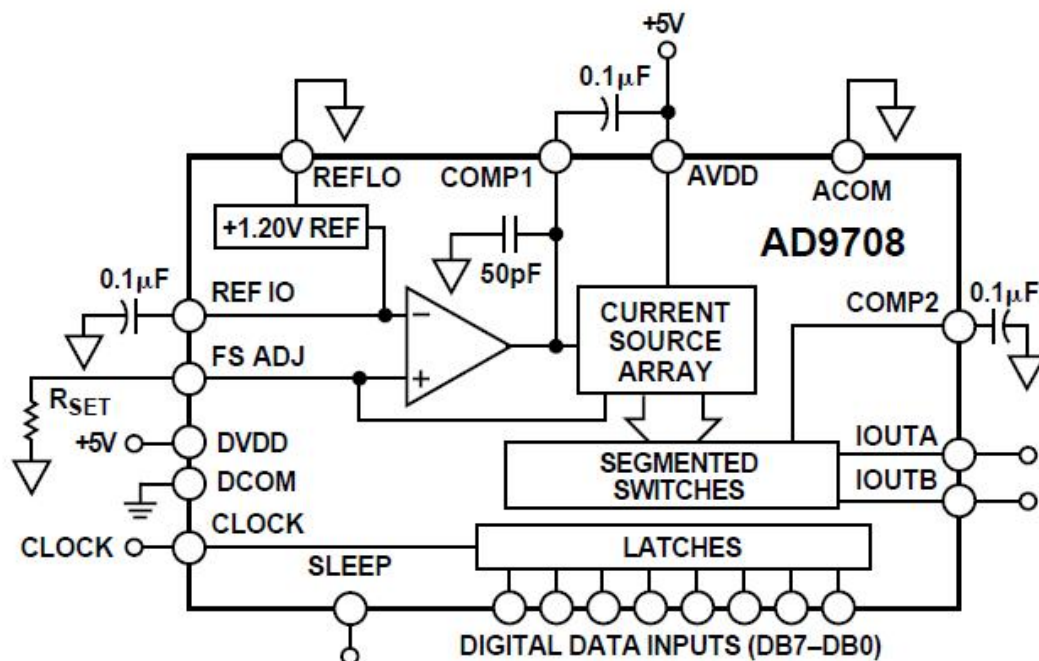 +5V
0.1µF
REFLO
COMP1
AVDD
ACOM
+1.20V REF
AD9708
50pF
0.1µF
REF IO
COMP2
0.1µF
CURRENT
SOURCE
ARRAY
FS ADJ
RSET
+5V
DVDD
IOUTA
SEGMENTED
SWITCHES
DCOM
IOUTB
CLOCK
CLOCK
LATCHES
SLEEP
DIGITAL DATA INPUTS (DB7–DB0)